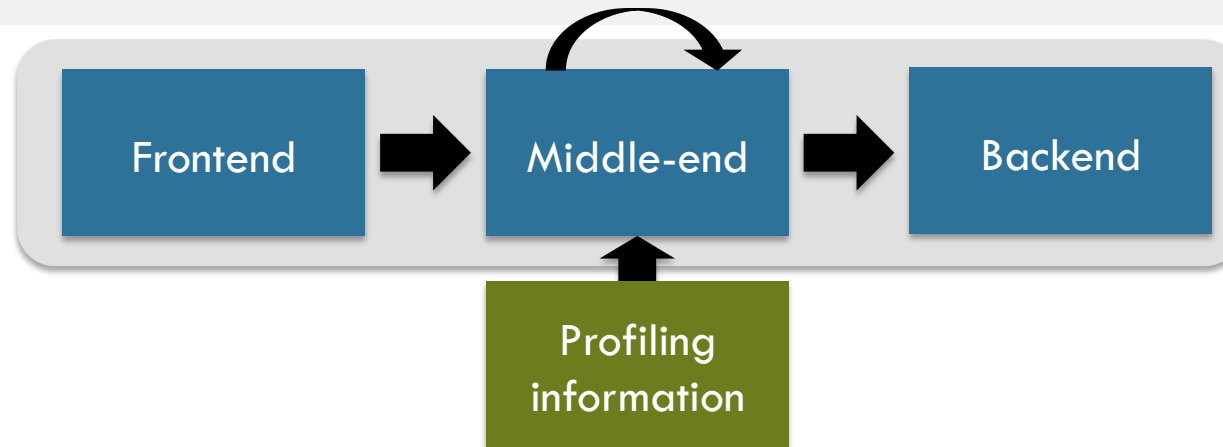 Frontend
Middle-end
Backend
Profiling
information